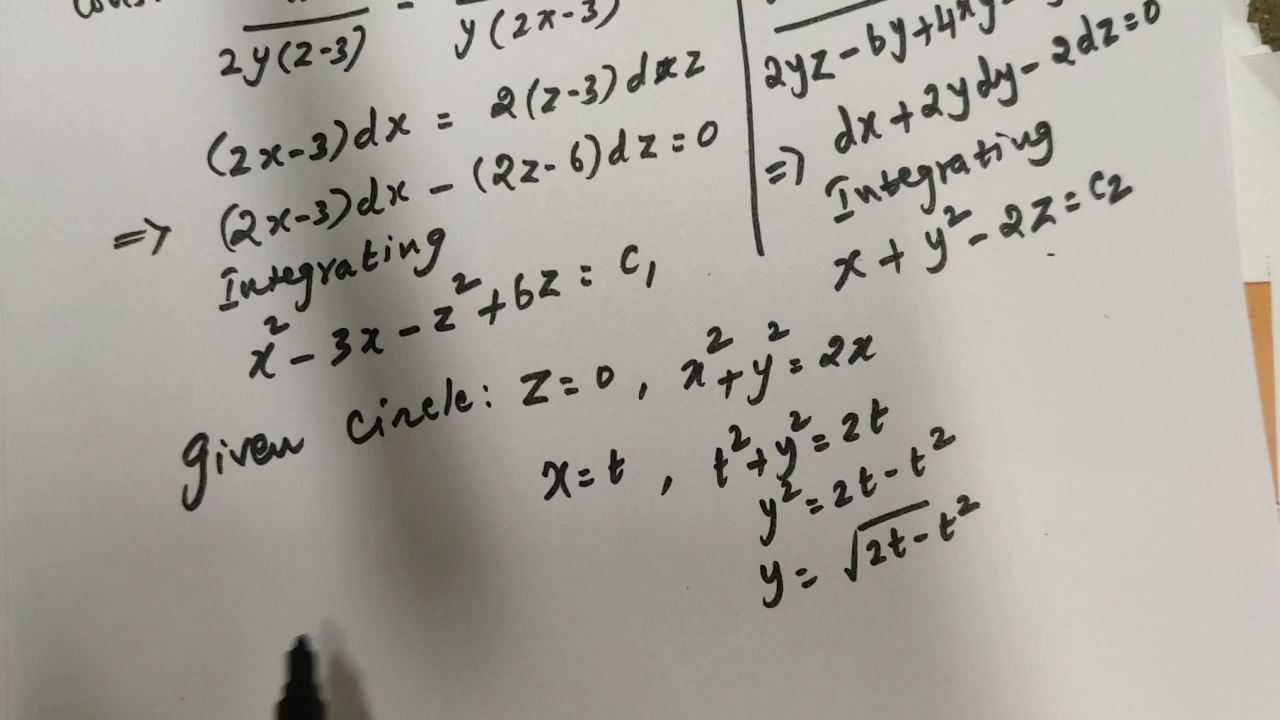 2y(z-3) = y(2x-3)
(2x-3)dx = 2(z-3)dz
=> (2x-3)dx - (2z-6)dz = 0
Integrating
x² - 3x - z² + 6z = c₁
2yz - 6y + 4xy
=> dx + 2y dy - 2dz = 0
Integrating
x + y² - 2z = c₂
given circle: z=0, x² + y² = 2x
x=t, t² + y² = 2t
y² = 2t - t²
y = √2t - t²